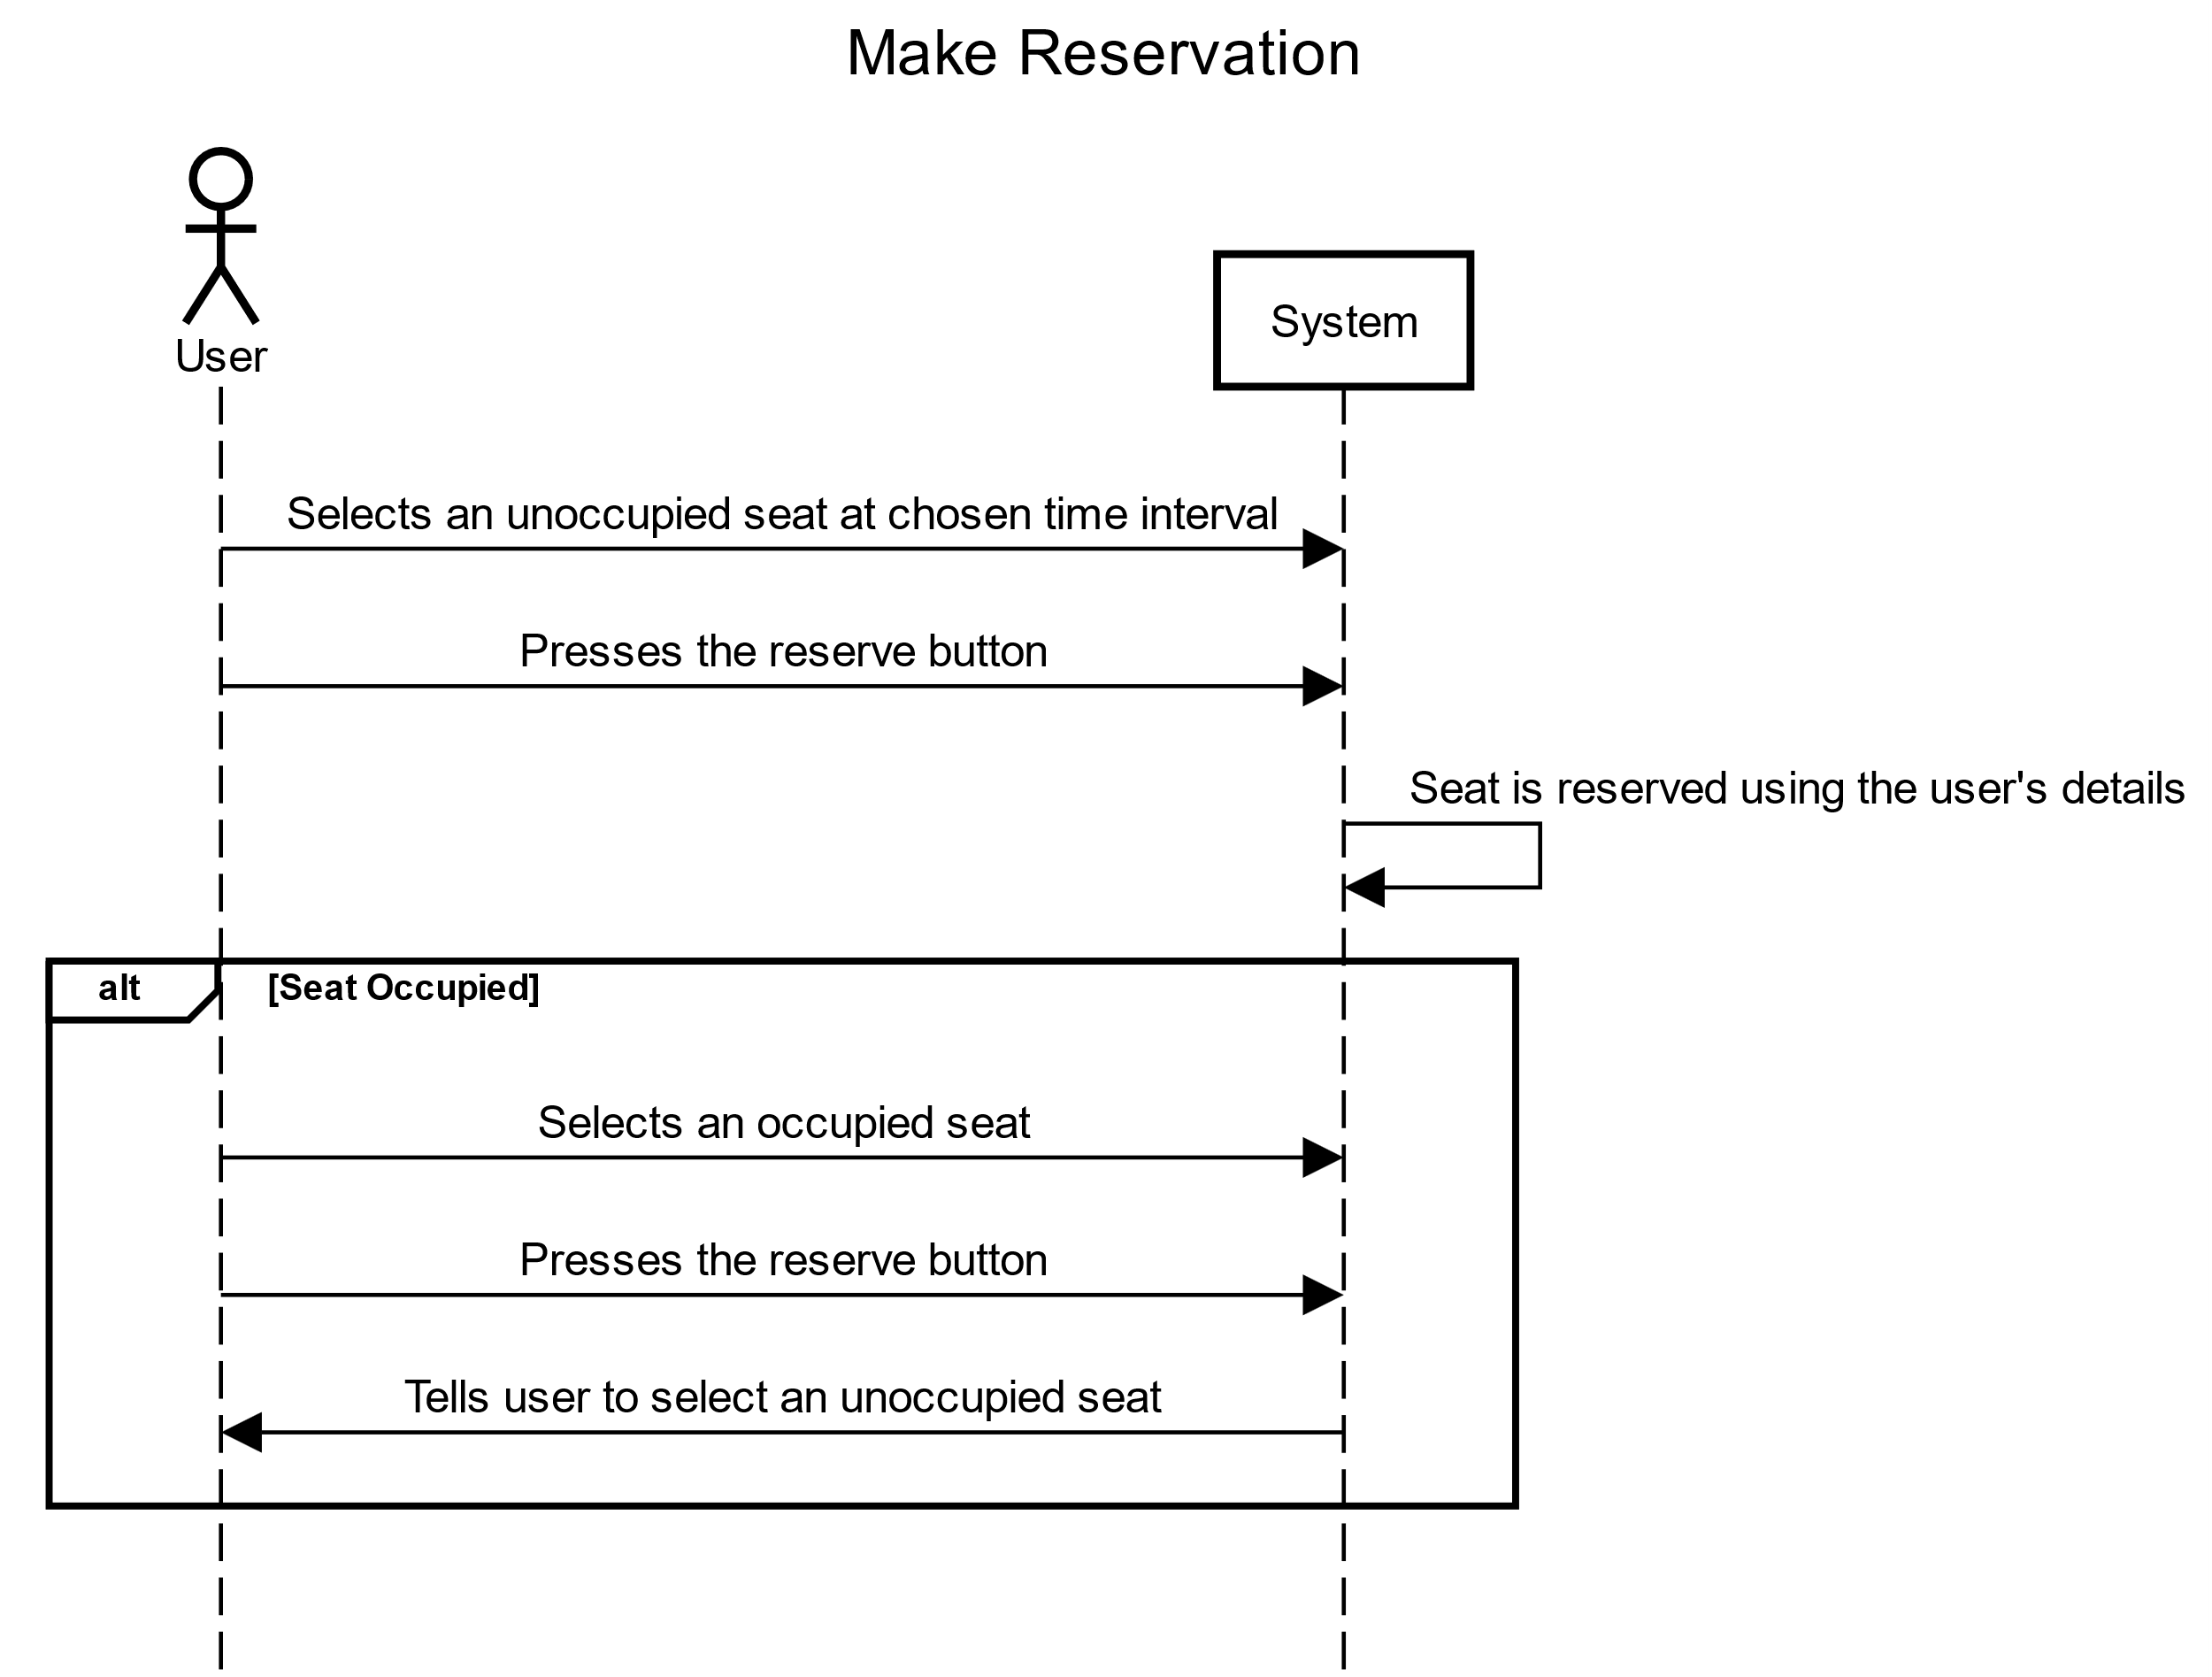 Make Reservation
User
System
Selects an unoccupied seat at chosen time interval
Presses the reserve button
Seat is reserved using the user's details
alt
[Seat Occupied]
Selects an occupied seat
Presses the reserve button
Tells user to select an unoccupied seat